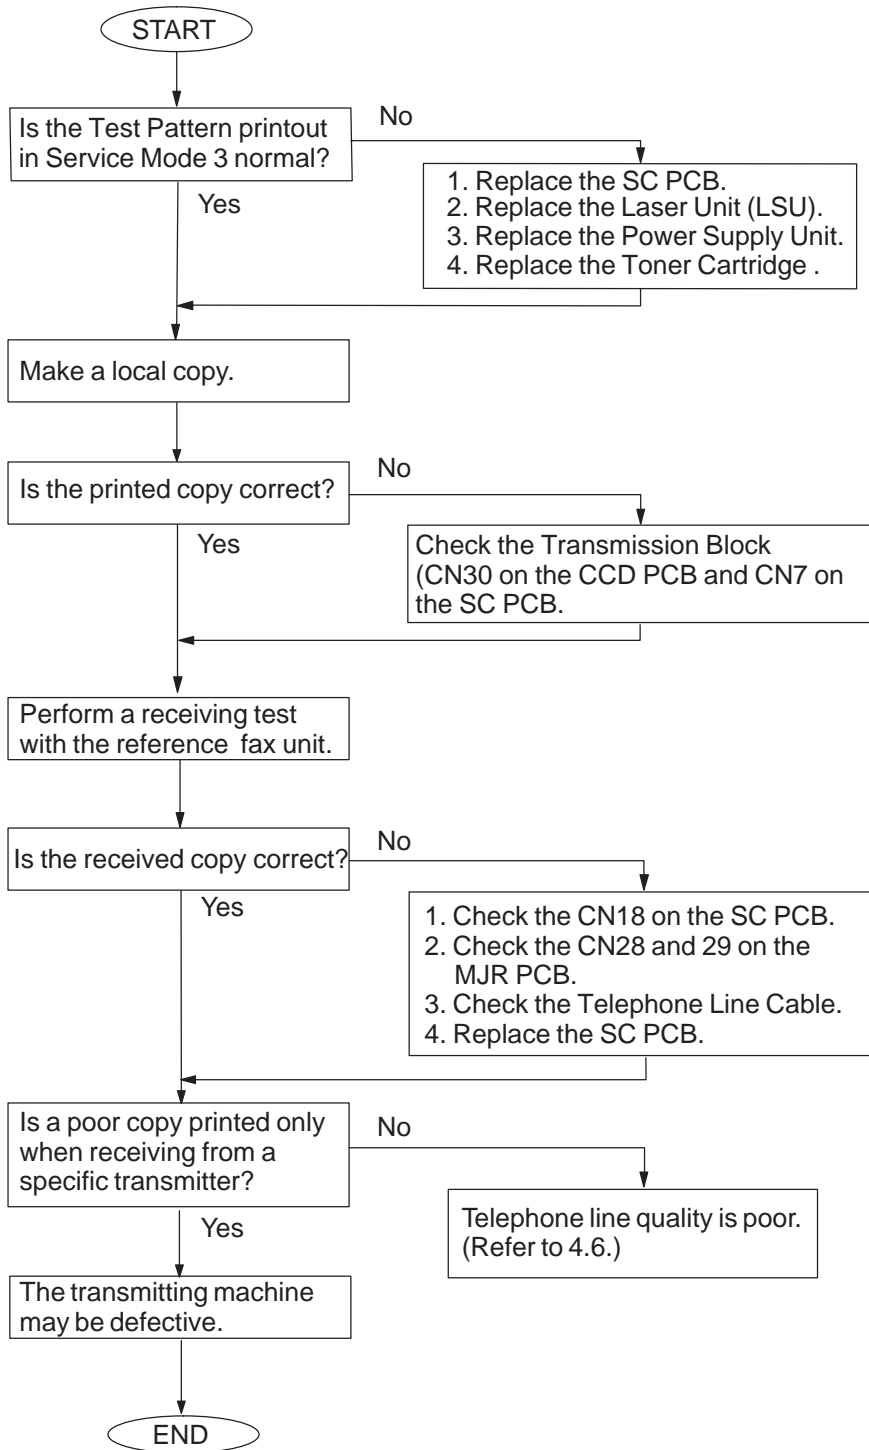 START
Is the Test Pattern printout
in Service Mode 3 normal?
No
Yes
1. Replace the SC PCB.
2. Replace the Laser Unit (LSU).
3. Replace the Power Supply Unit.
4. Replace the Toner Cartridge .
Make a local copy.
Is the printed copy correct?
No
Yes
Check the Transmission Block
(CN30 on the CCD PCB and CN7 on
the SC PCB.
Perform a receiving test
with the reference fax unit.
Is the received copy correct?
No
Yes
1. Check the CN18 on the SC PCB.
2. Check the CN28 and 29 on the
MJR PCB.
3. Check the Telephone Line Cable.
4. Replace the SC PCB.
Is a poor copy printed only
when receiving from a
specific transmitter?
No
Yes
Telephone line quality is poor.
(Refer to 4.6.)
The transmitting machine
may be defective.
END